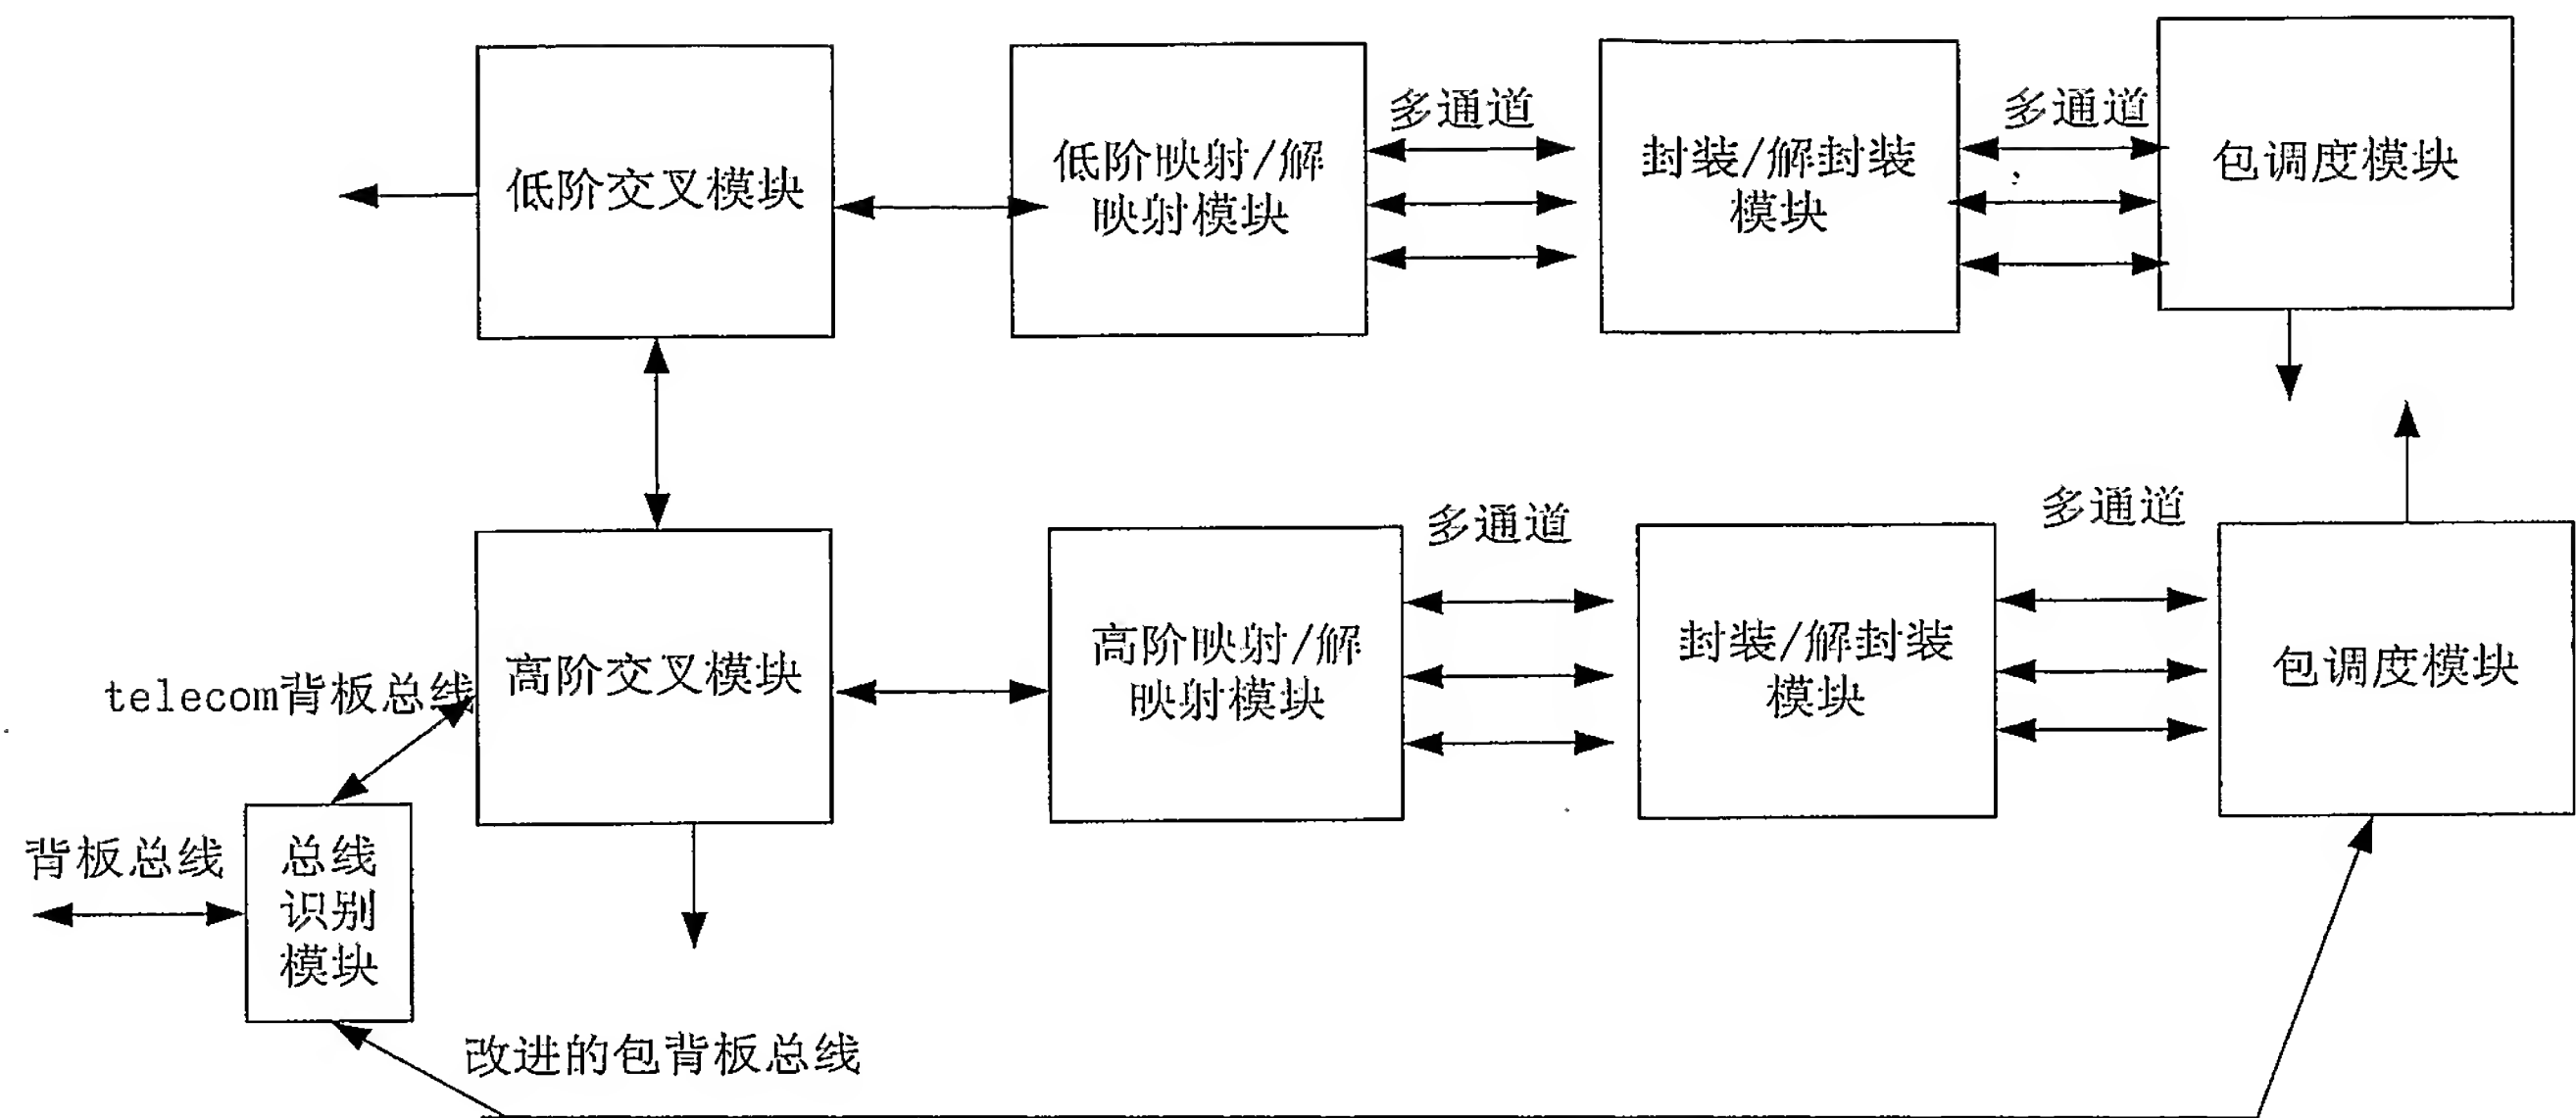 多通道
多通道
低阶交叉模块
低阶映射/解
映射模块
封装/解封装
模块
包调度模块
多通道
多通道
telecom背板总线
高阶交叉模块
高阶映射/解
映射模块
封装/解封装
模块
包调度模块
背板总线
总线
识别
模块
改进的包背板总线